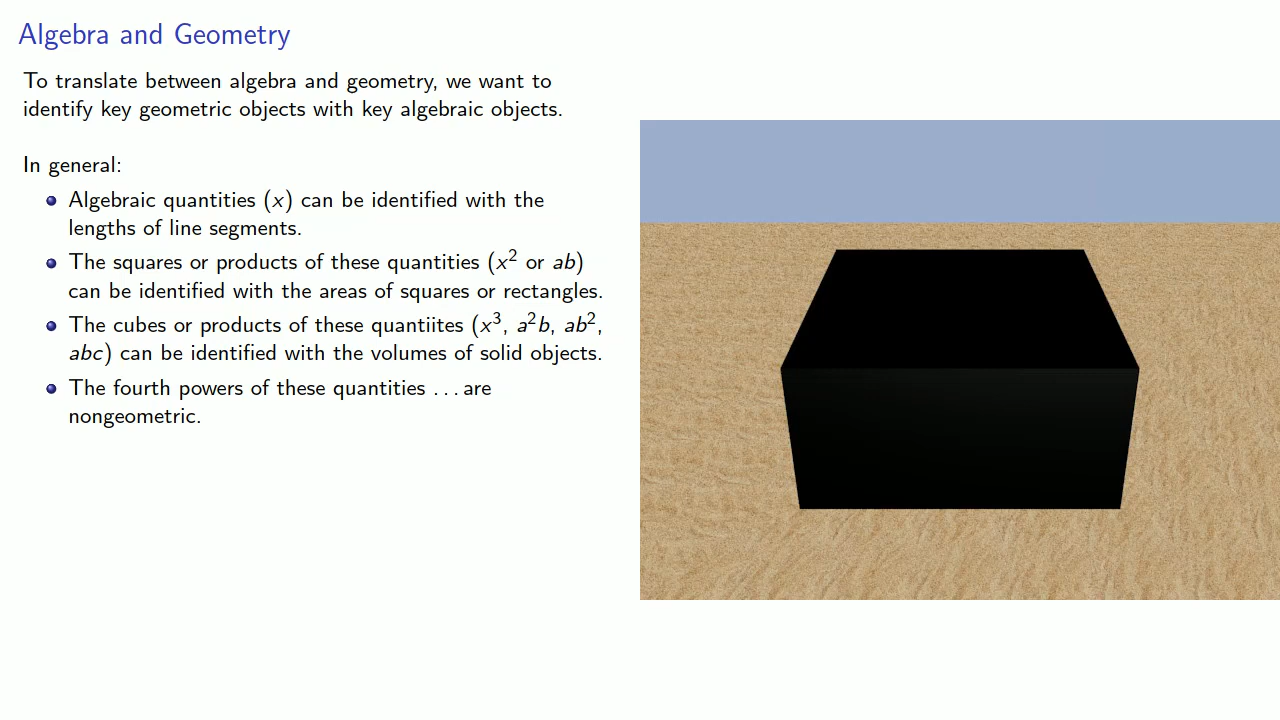 Algebra and Geometry
To translate between algebra and geometry, we want to
identify key geometric objects with key algebraic objects.
In general:
Algebraic quantities (x) can be identified with the
lengths of line segments.
The squares or products of these quantities (x² or ab)
can be identified with the areas of squares or rectangles.
The cubes or products of these quantiites (x³, a²b, ab²,
abc) can be identified with the volumes of solid objects.
The fourth powers of these quantities ...are
nongeometric.